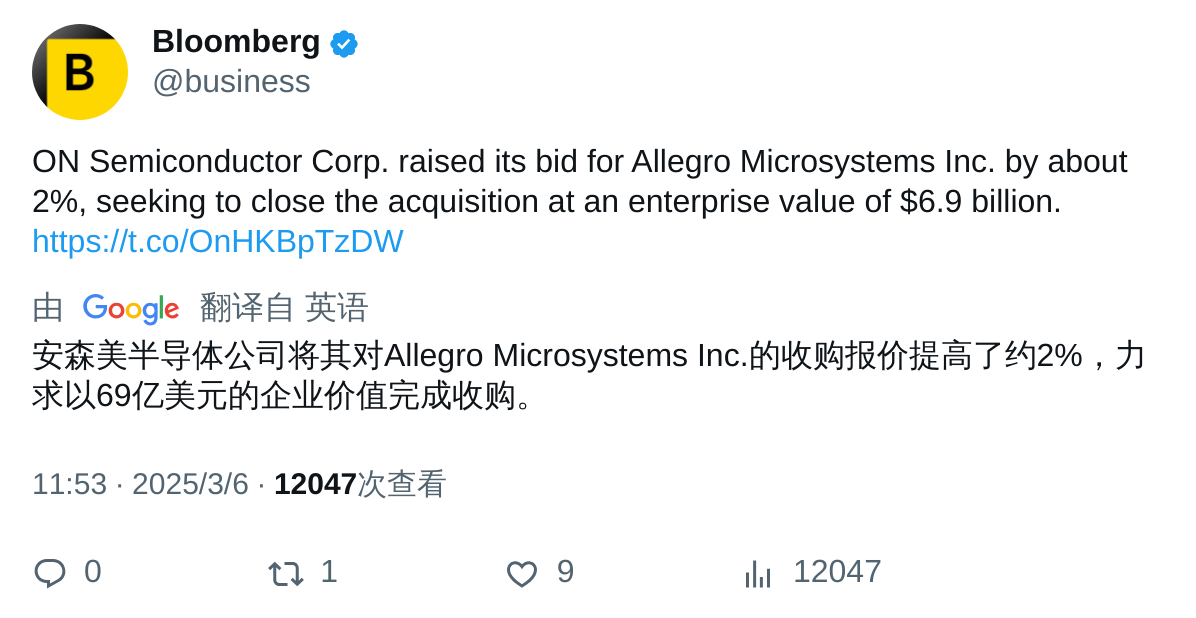 B
Bloomberg
@business
ON Semiconductor Corp. raised its bid for Allegro Microsystems Inc. by about
2%, seeking to close the acquisition at an enterprise value of $6.9 billion.
https://t.co/OnHKBpTzDW
由 Google 翻译自 英语
安森美半导体公司将其对Allegro Microsystems Inc.的收购报价提高了约2%，力
求以69亿美元的企业价值完成收购。
11:53 · 2025/3/6 · 12047次查看
0 1 9 12047